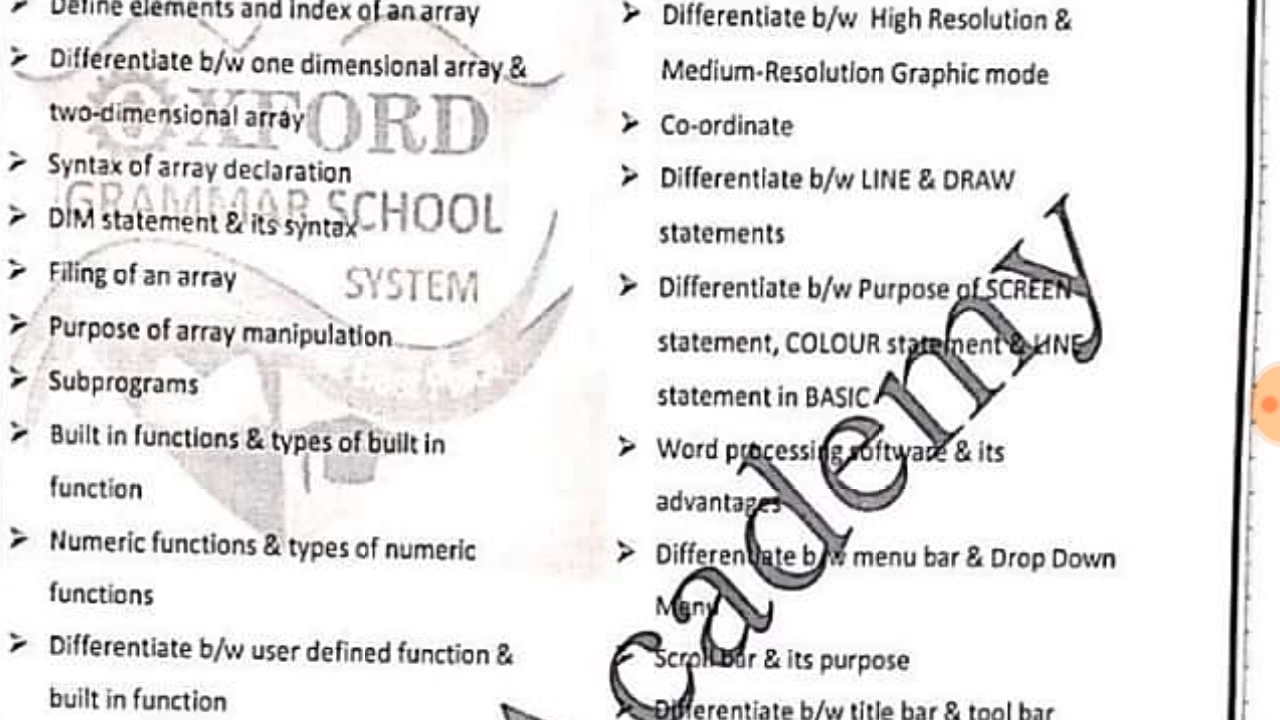 Define elements and index of an array
➢ Differentiate b/w one dimensional array &
two-dimensional array
➢ Syntax of array declaration
➢ DIM statement & its syntax
➢ Filing of an array
➢ Purpose of array manipulation
➢ Subprograms
➢ Built in functions & types of built in
function
➢ Numeric functions & types of numeric
functions
➢ Differentiate b/w user defined function &
built in function
OXFORD
GRAMMAR SCHOOL
SYSTEM
➢ Differentiate b/w High Resolution &
Medium-Resolution Graphic mode
➢ Co-ordinate
➢ Differentiate b/w LINE & DRAW
statements
➢ Differentiate b/w Purpose of SCREEN
statement, COLOUR statement & LINE
statement in BASIC
➢ Word processing software & its
advantages
➢ Differentiate b/w menu bar & Drop Down
Menu
➢ Scroll bar & its purpose
➢ Differentiate b/w title bar & tool bar
cademy